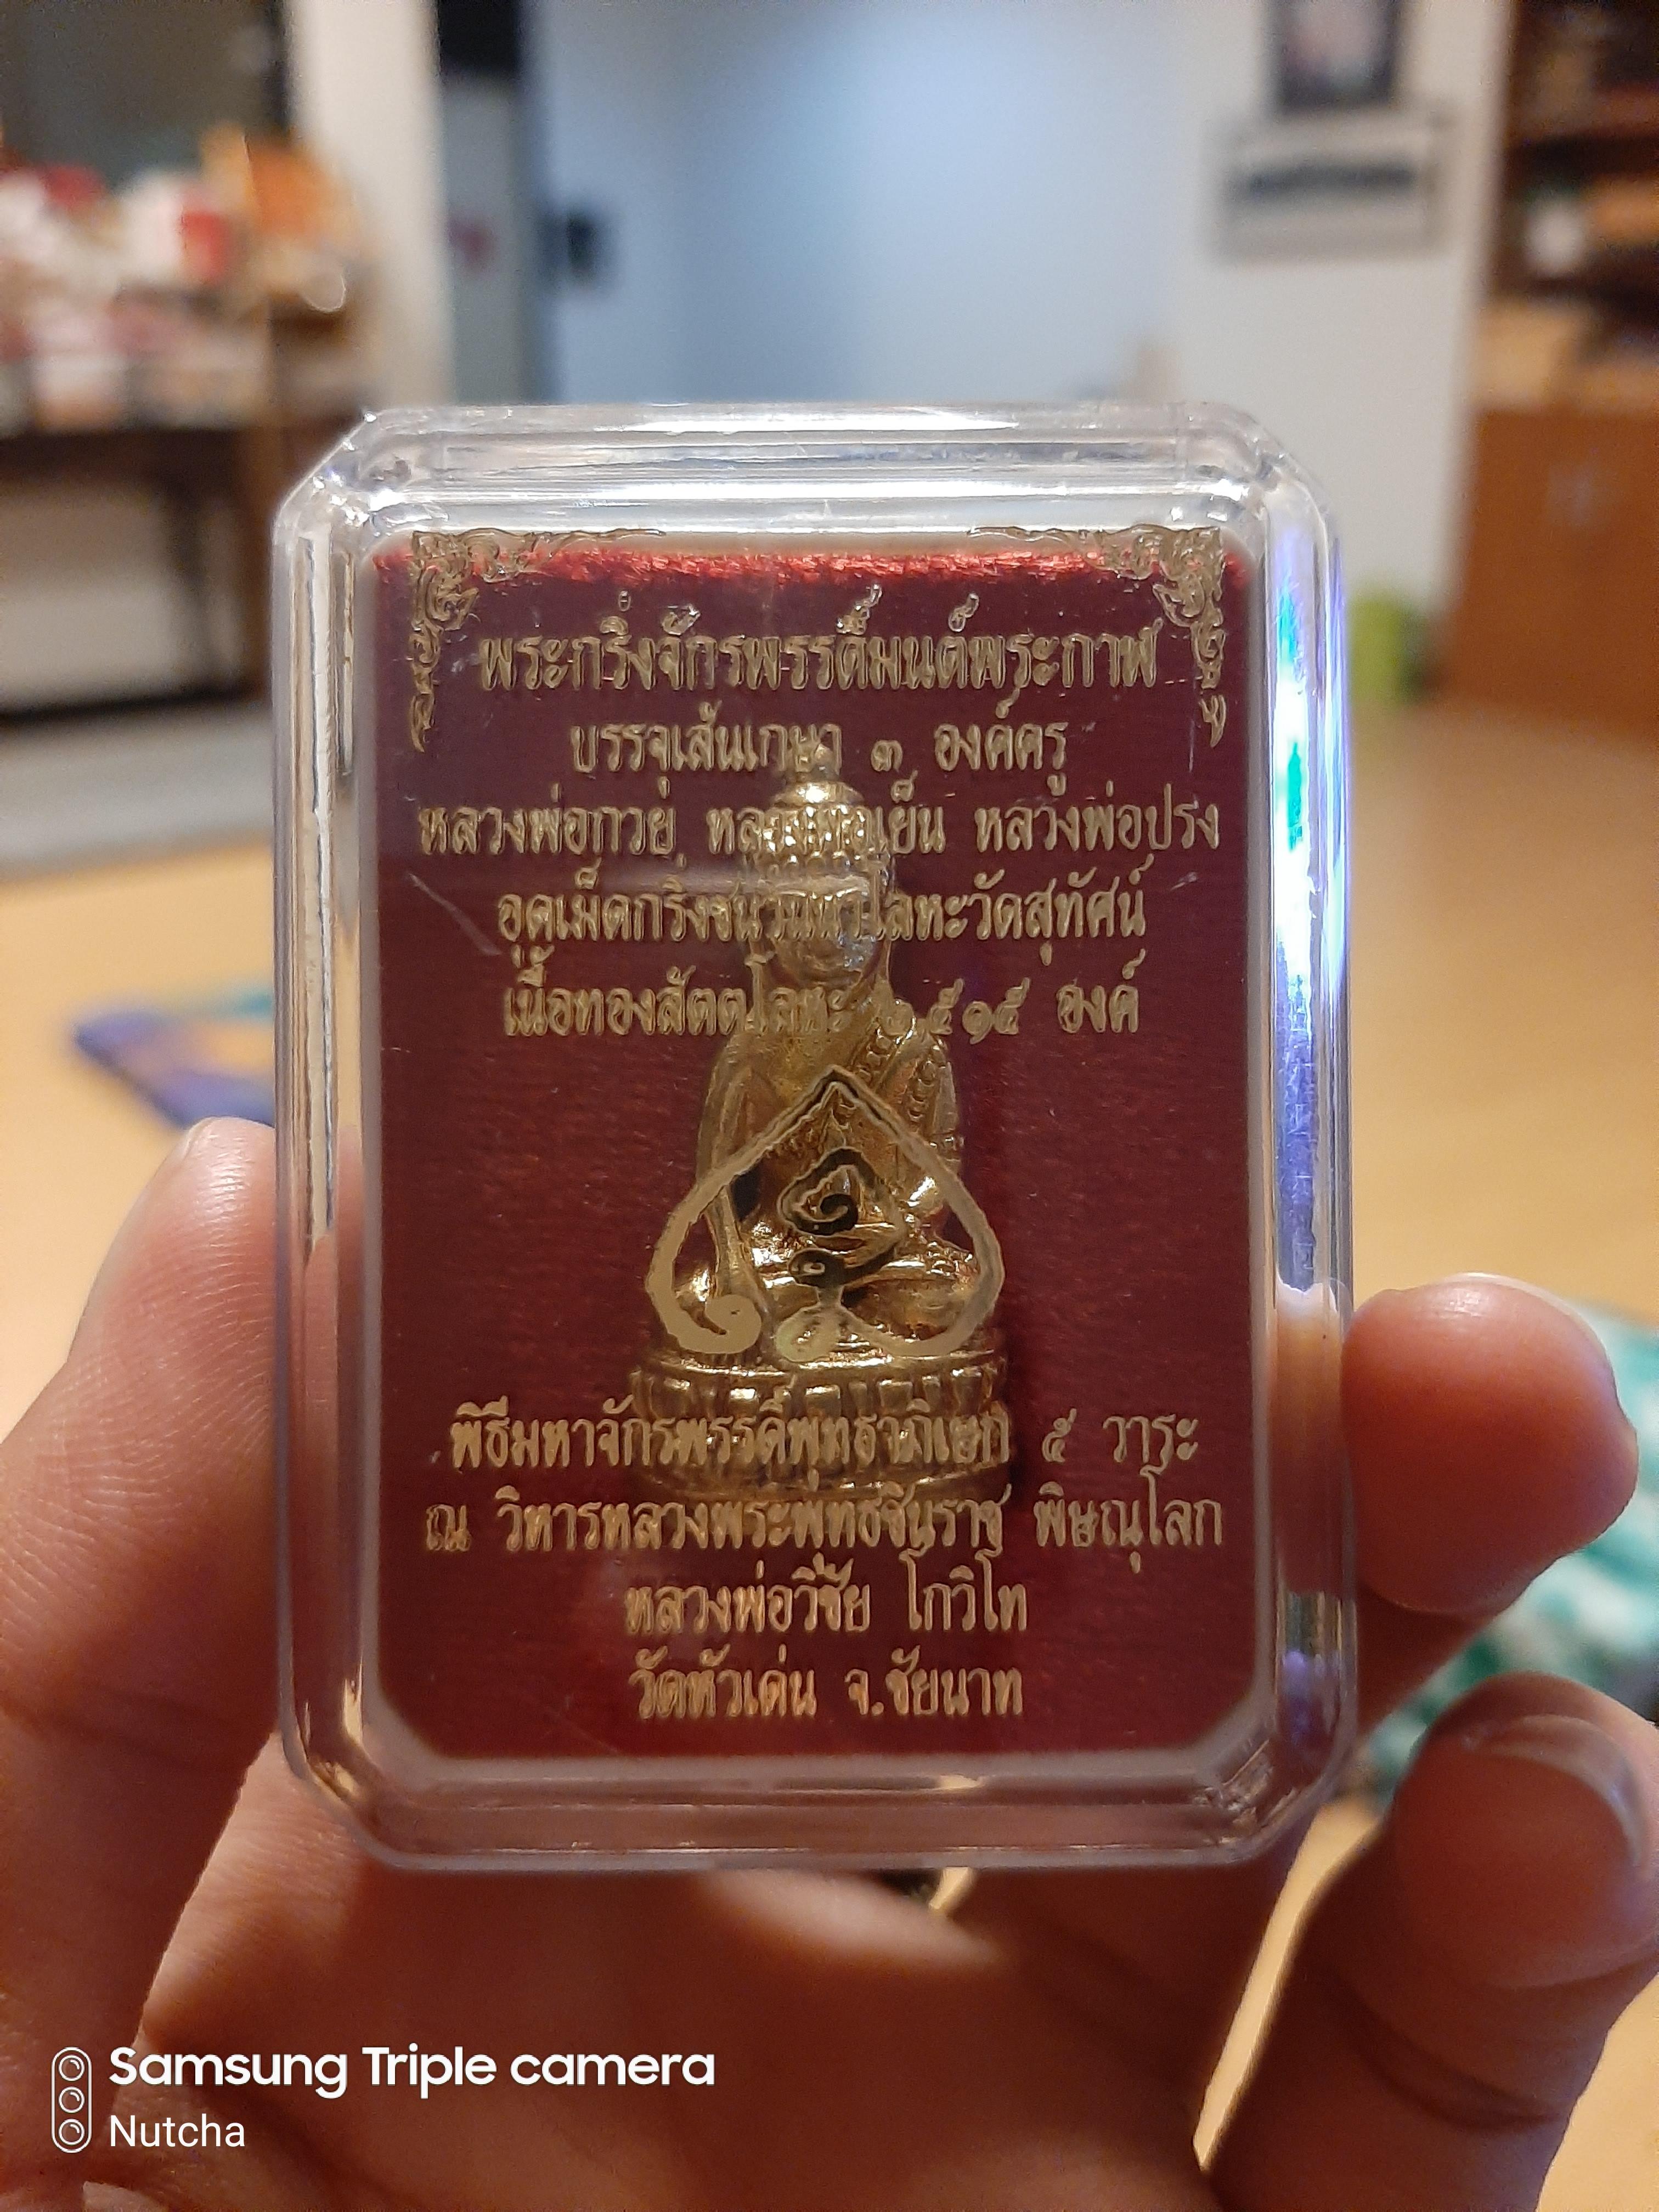 พระกริ่งจักรพรรดิ์มนต์พระกาฬ
บรรจุเส้นเกษา ๓ องค์ครู
หลวงพ่อกวย หลวงพ่อเย็น หลวงพ่อปรง
อุดเม็ดกริ่งชนวนนวโลหะวัดสุทัศน์
เนื้อทองสัตตโลหะ ๒,๕๑๕ องค์
พิธีมหาจักรพรรดิ์พุทธาภิเษก ๕ วาระ
ณ วิหารหลวงพระพุทธชินราช พิษณุโลก
หลวงพ่อวิชัย โกวิโท
วัดหัวเด่น จ.ชัยนาท
Samsung Triple camera
Nutcha